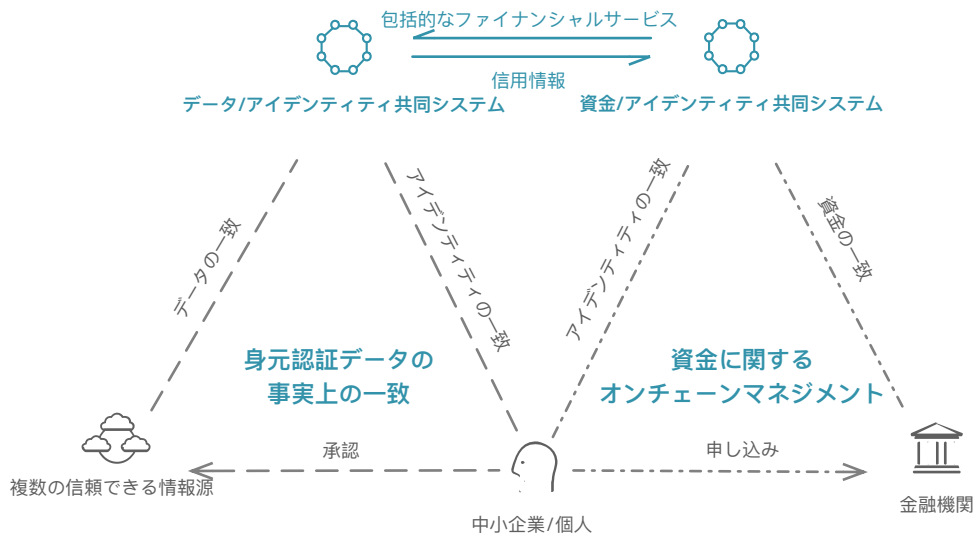 包括的なファイナンシャルサービス
信用情報
データ/アイデンティティ共同システム
資金/アイデンティティ共同システム
データの一致
アイデンティティの一致
アイデンティティの一致
資金の一致
身元認証データの
事実上の一致
資金に関する
オンチェーンマネジメント
承認
申し込み
複数の信頼できる情報源
中小企業/個人
金融機関